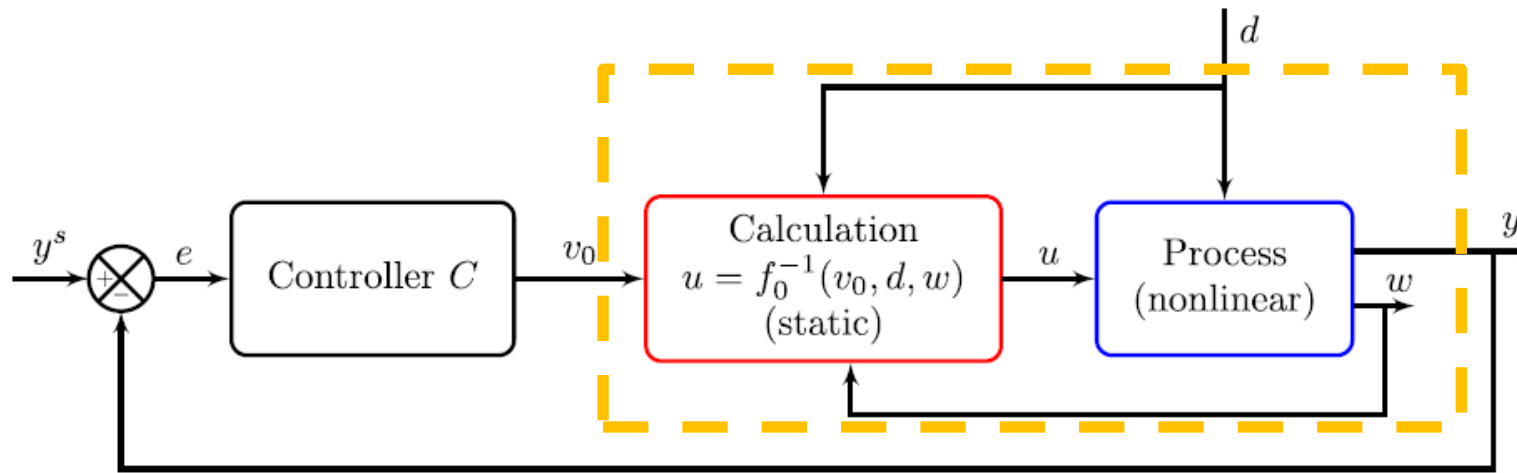 d
y^s
+
−
e
Controller C
v_0
Calculation
u = f_0^{-1}(v_0, d, w)
(static)
u
Process
(nonlinear)
y
w